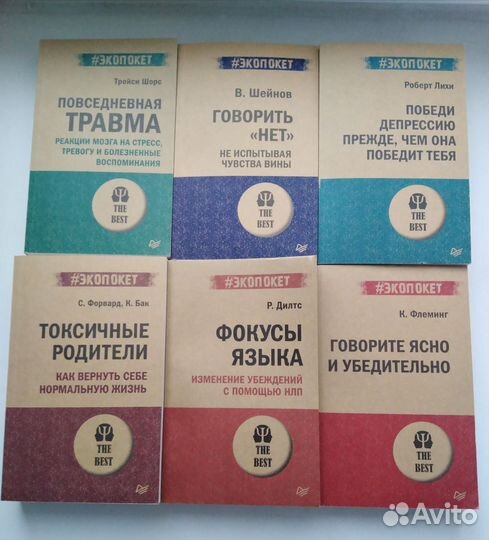 #ЭКОПОКЕТ
Трейси Шорс
ПОВСЕДНЕВНАЯ
ТРАВМА
РЕАКЦИИ МОЗГА НА СТРЕСС,
ТРЕВОГУ И БОЛЕЗНЕННЫЕ
ВОСПОМИНАНИЯ
THE
BEST
#ЭКОПОКЕТ
В. Шейнов
ГОВОРИТЬ
«НЕТ»
НЕ ИСПЫТЫВАЯ
ЧУВСТВА ВИНЫ
THE
BEST
#ЭКОПОКЕТ
Роберт Лихи
ПОБЕДИ
ДЕПРЕССИЮ
ПРЕЖДЕ, ЧЕМ ОНА
ПОБЕДИТ ТЕБЯ
THE
BEST
#ЭКОПОКЕТ
С. Форвард, К. Бак
ТОКСИЧНЫЕ
РОДИТЕЛИ
КАК ВЕРНУТЬ СЕБЕ
НОРМАЛЬНУЮ ЖИЗНЬ
THE
BEST
#ЭКОПОКЕТ
Р. Дилтс
ФОКУСЫ
ЯЗЫКА
ИЗМЕНЕНИЕ УБЕЖДЕНИЙ
С ПОМОЩЬЮ НЛП
THE
BEST
#ЭКОПОКЕТ
К. Флеминг
ГОВОРИТЕ ЯСНО
И УБЕДИТЕЛЬНО
THE
BEST
Avito